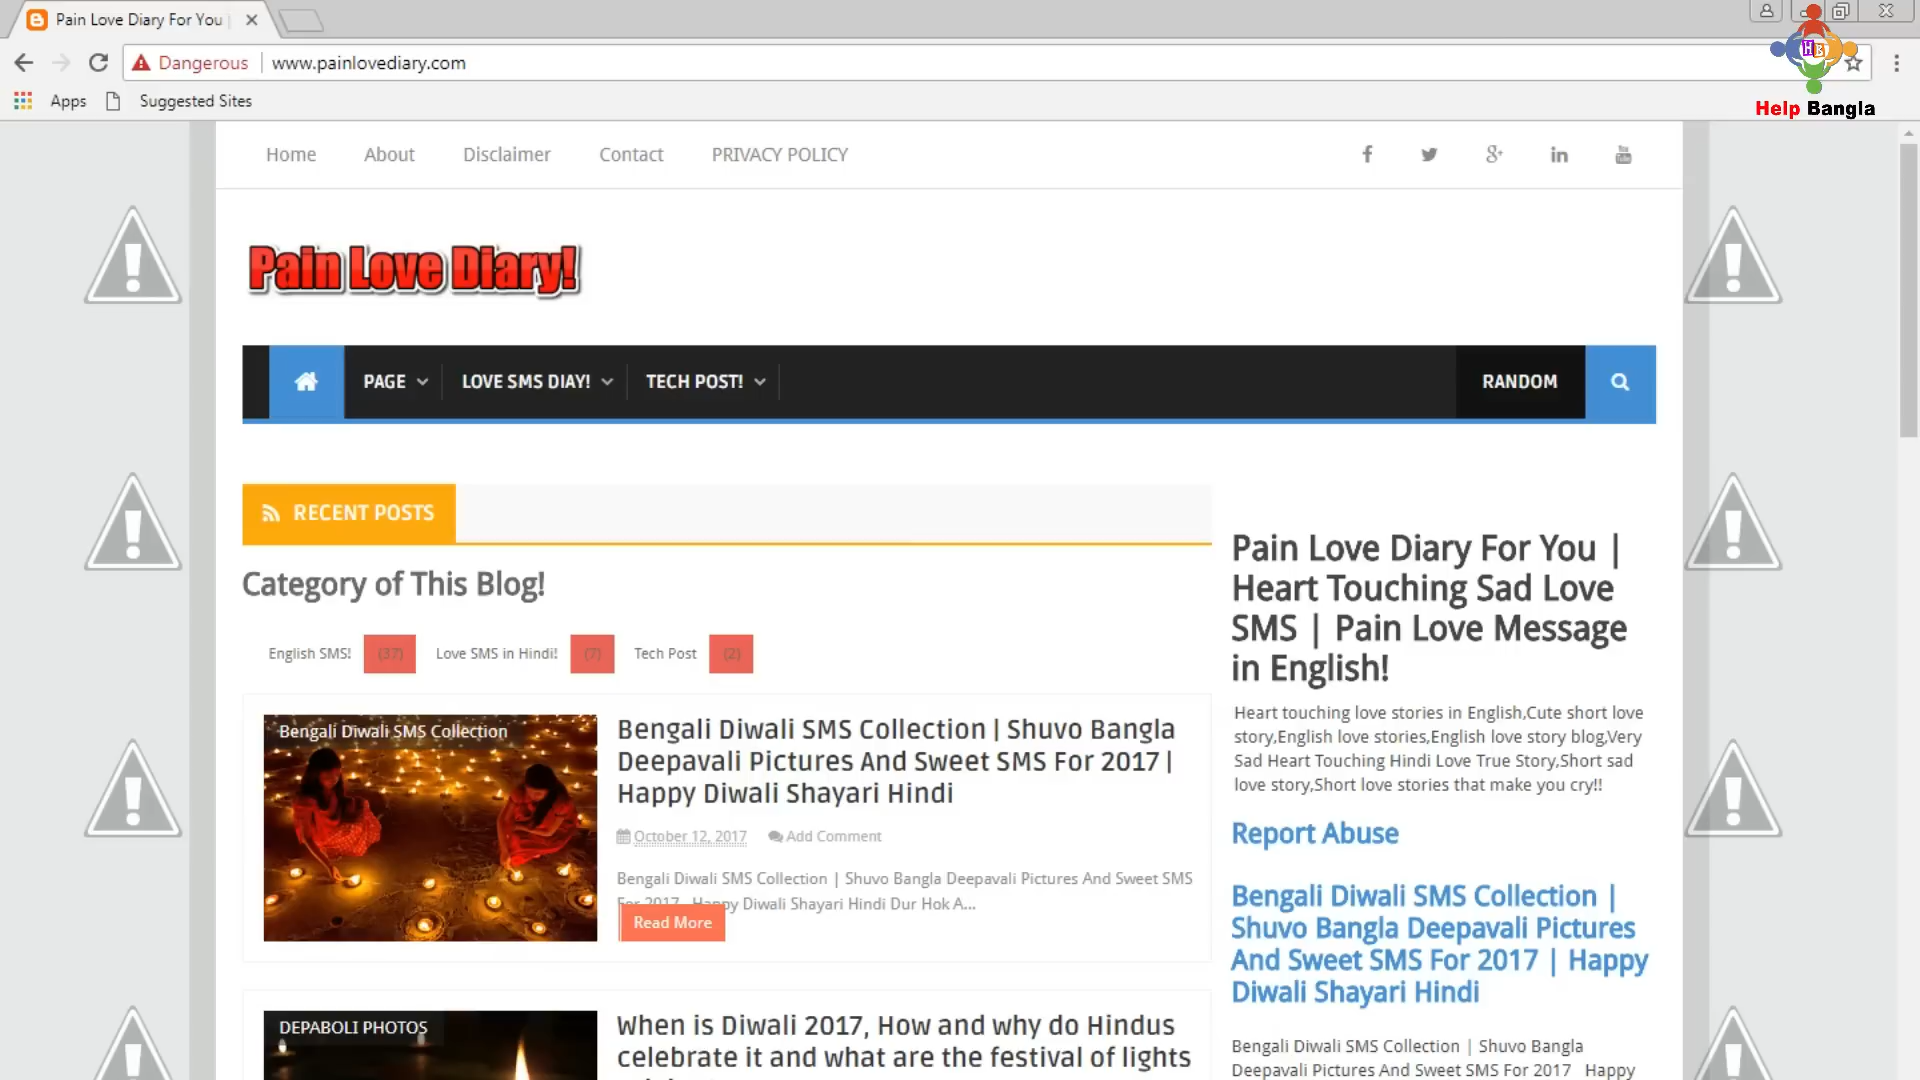 Pain Love Diary For You
Dangerous www.painlovediary.com
Apps Suggested Sites
Help Bangla
Home About Disclaimer Contact PRIVACY POLICY
Pain Love Diary!
PAGE LOVE SMS DIAY! TECH POST! RANDOM
RECENT POSTS
Category of This Blog!
English SMS! (37) Love SMS in Hindi! (7) Tech Post (2)
Bengali Diwali SMS Collection
Bengali Diwali SMS Collection | Shuvo Bangla
Deepavali Pictures And Sweet SMS For 2017 |
Happy Diwali Shayari Hindi
October 12, 2017 Add Comment
Bengali Diwali SMS Collection | Shuvo Bangla Deepavali Pictures And Sweet SMS
For 2017 Happy Diwali Shayari Hindi Dur Hok A...
Read More
DEPABOLI PHOTOS
When is Diwali 2017, How and why do Hindus
celebrate it and what are the festival of lights
Pain Love Diary For You |
Heart Touching Sad Love
SMS | Pain Love Message
in English!
Heart touching love stories in English,Cute short love
story,English love stories,English love story blog,Very
Sad Heart Touching Hindi Love True Story,Short sad
love story,Short love stories that make you cry!!
Report Abuse
Bengali Diwali SMS Collection |
Shuvo Bangla Deepavali Pictures
And Sweet SMS For 2017 | Happy
Diwali Shayari Hindi
Bengali Diwali SMS Collection | Shuvo Bangla
Deepavali Pictures And Sweet SMS For 2017 Happy